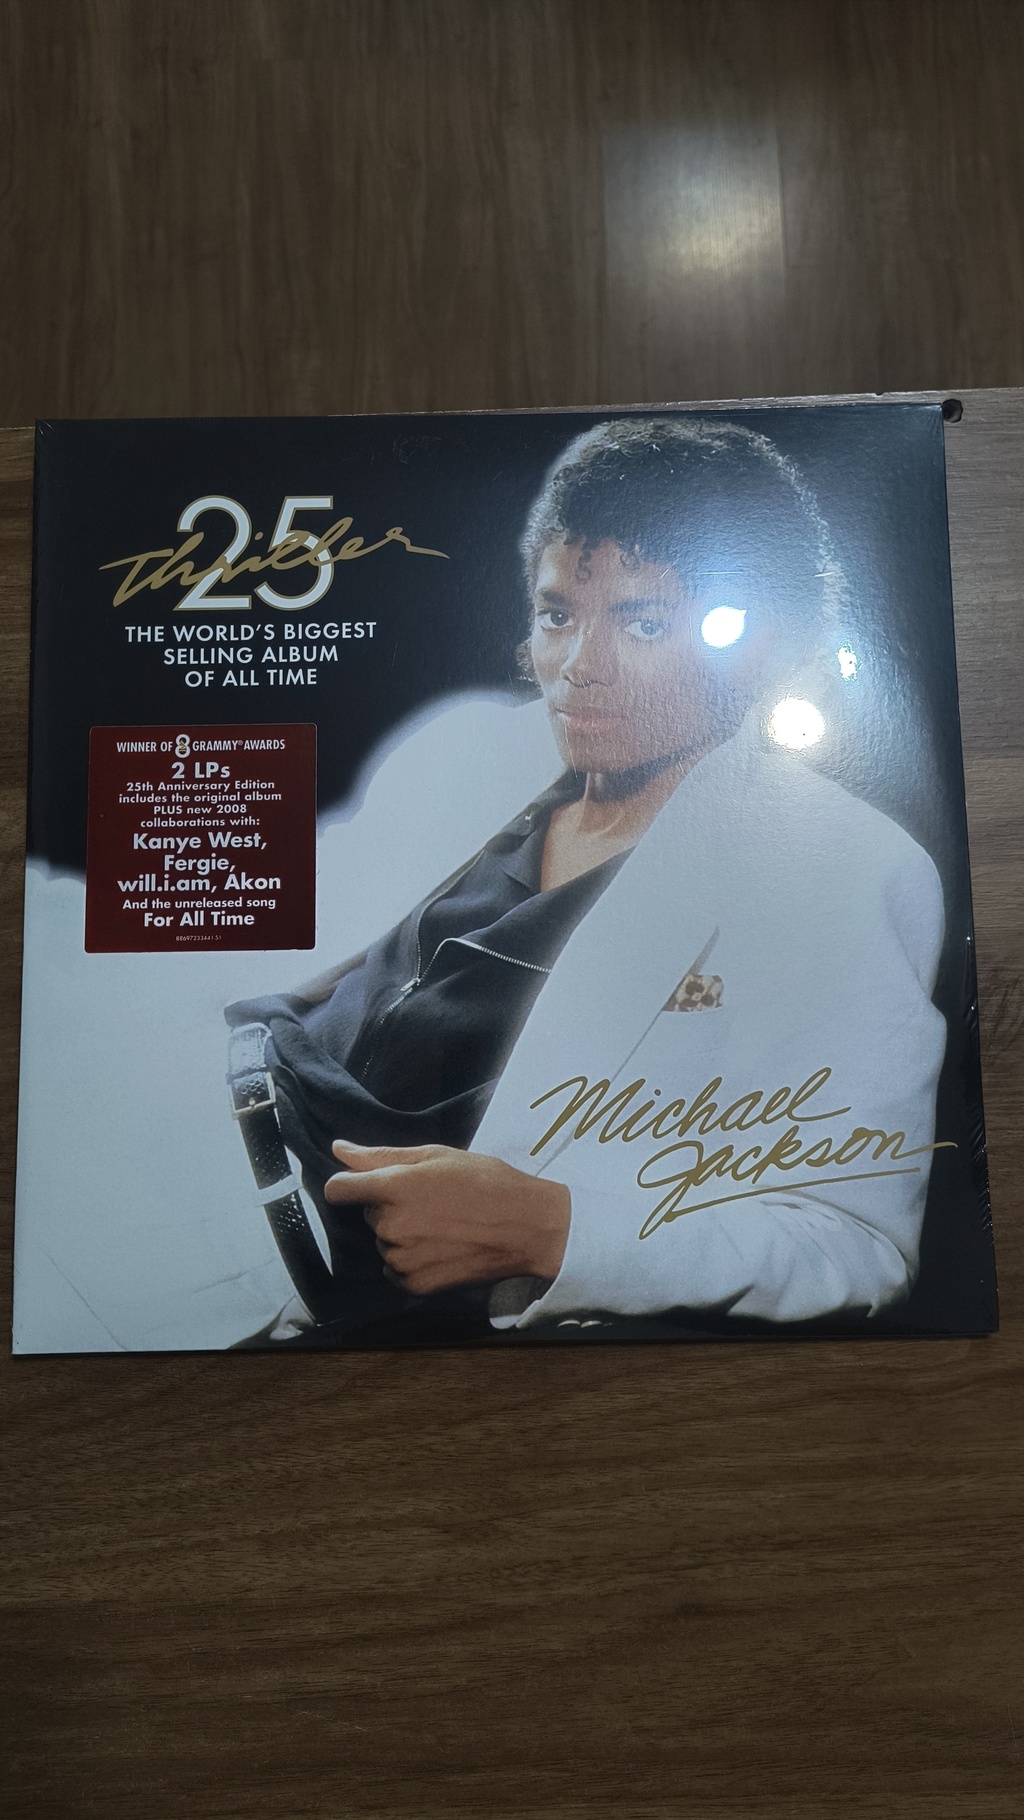 25
Thriller
THE WORLD'S BIGGEST
SELLING ALBUM
OF ALL TIME
WINNER OF 8 GRAMMY® AWARDS
2 LPs
25th Anniversary Edition
includes the original album
PLUS new 2008
collaborations with:
Kanye West,
Fergie,
will.i.am, Akon
And the unreleased song
For All Time
88697233441-S1
Michael
Jackson